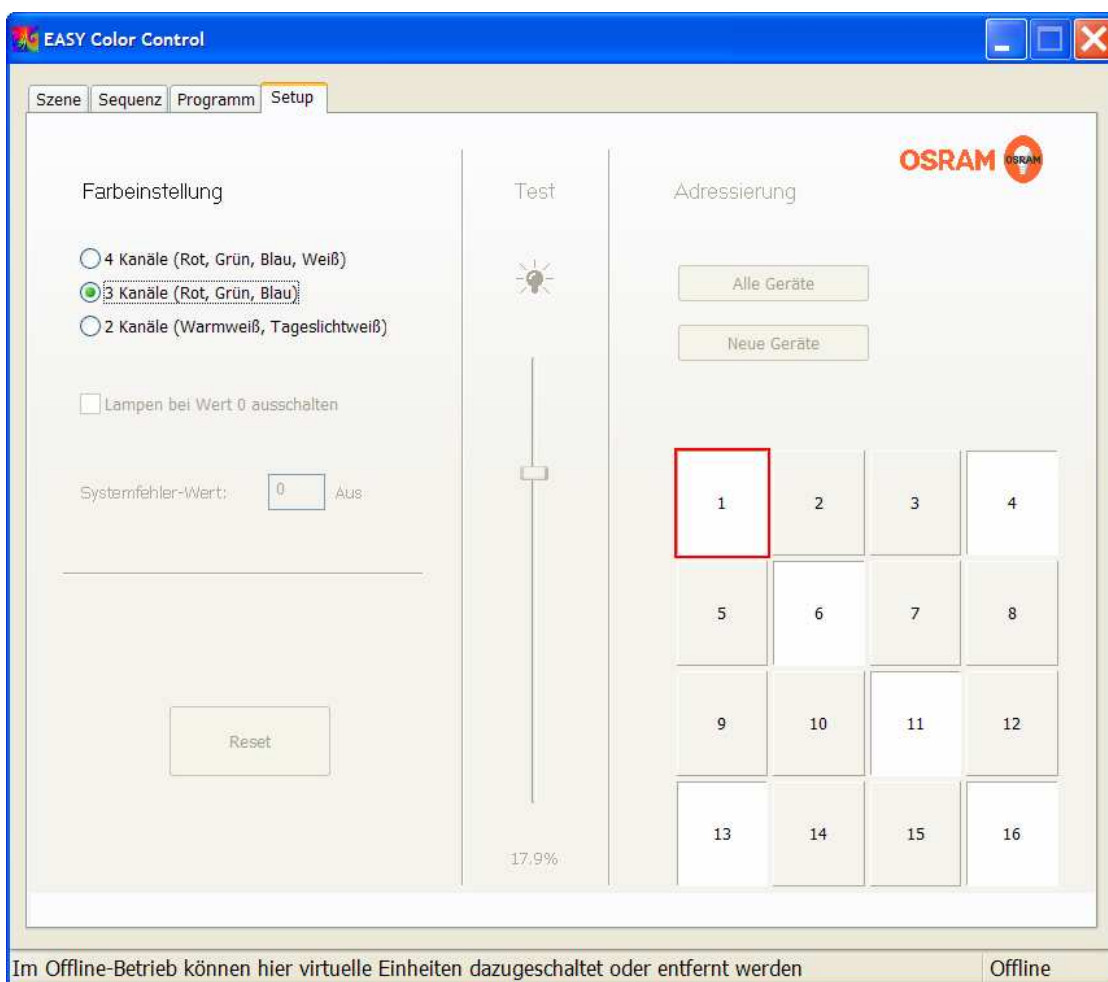 EASY Color Control
Szene Sequenz Programm Setup
OSRAM OSRAM
Farbeinstellung
4 Kanäle (Rot, Grün, Blau, Weiß)
3 Kanäle (Rot, Grün, Blau)
2 Kanäle (Warmweiß, Tageslichtweiß)
Lampen bei Wert 0 ausschalten
Systemfehler-Wert: 0 Aus
Reset
Test
17.9%
Adressierung
Alle Geräte
Neue Geräte
1 2 3 4
5 6 7 8
9 10 11 12
13 14 15 16
Im Offline-Betrieb können hier virtuelle Einheiten dazugeschaltet oder entfernt werden
Offline